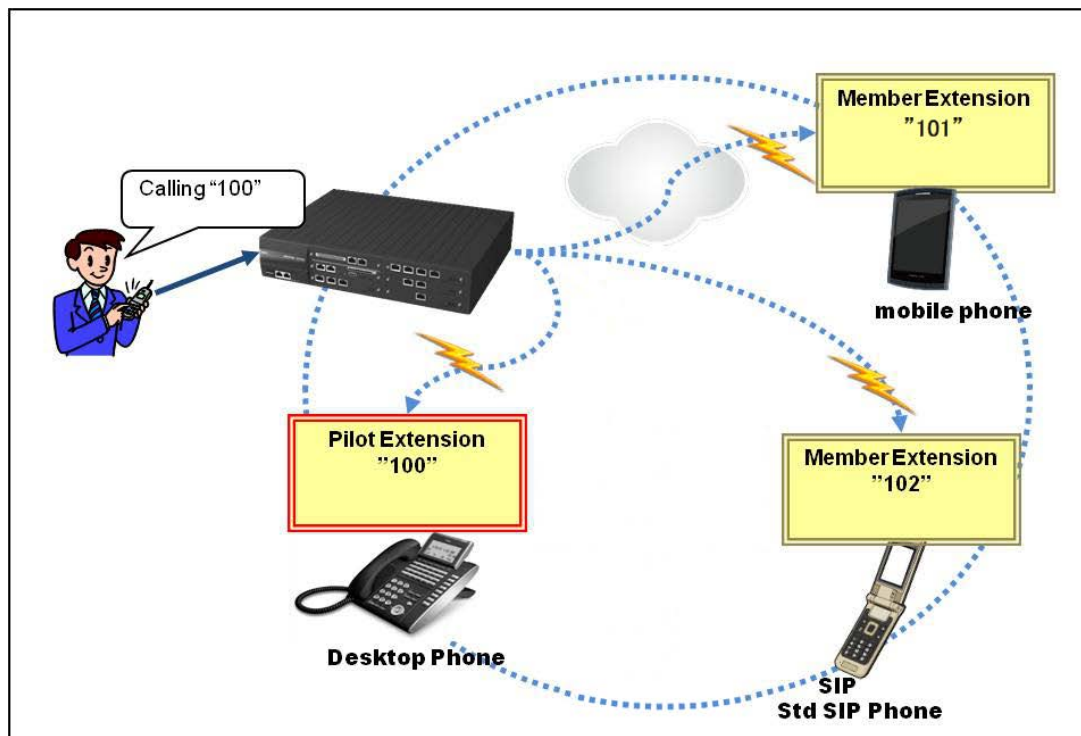 Member Extension
"101"
Calling “100”
mobile phone
Pilot Extension
”100”
Member Extension
”102”
Desktop Phone
SIP
Std SIP Phone